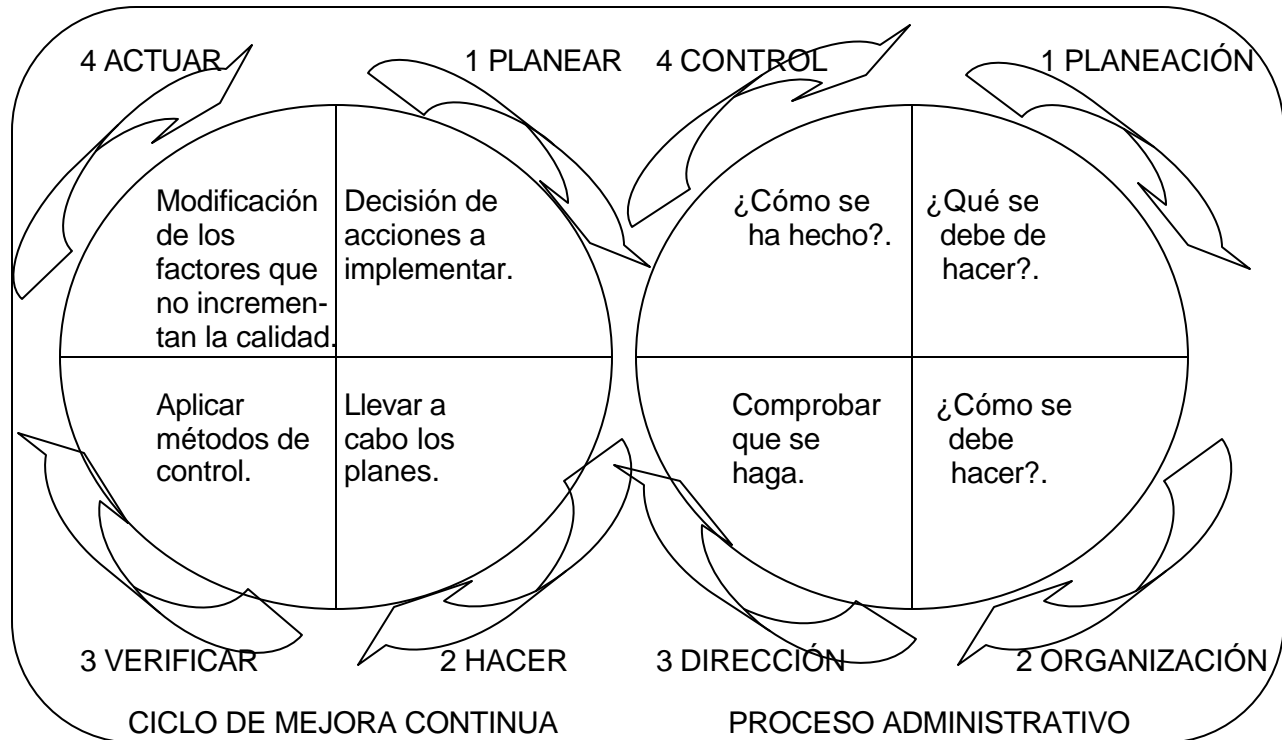 4 ACTUAR
1 PLANEAR
Modificación
de los
factores que
no incremen-
tan la calidad.
Decisión de
acciones a
implementar.
Aplicar
métodos de
control.
Llevar a
cabo los
planes.
3 VERIFICAR
2 HACER
CICLO DE MEJORA CONTINUA
4 CONTROL
1 PLANEACIÓN
¿Cómo se
ha hecho?.
¿Qué se
debe de
hacer?.
Comprobar
que se
haga.
¿Cómo se
debe
hacer?.
3 DIRECCIÓN
2 ORGANIZACIÓN
PROCESO ADMINISTRATIVO